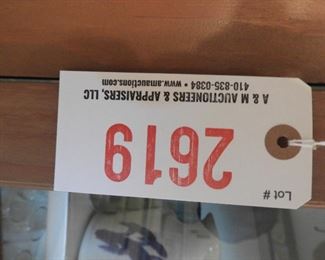 Lot #
2619
A & M AUCTIONEERS & APPRAISERS, LLC
410-835-0384 • www.amauctions.com